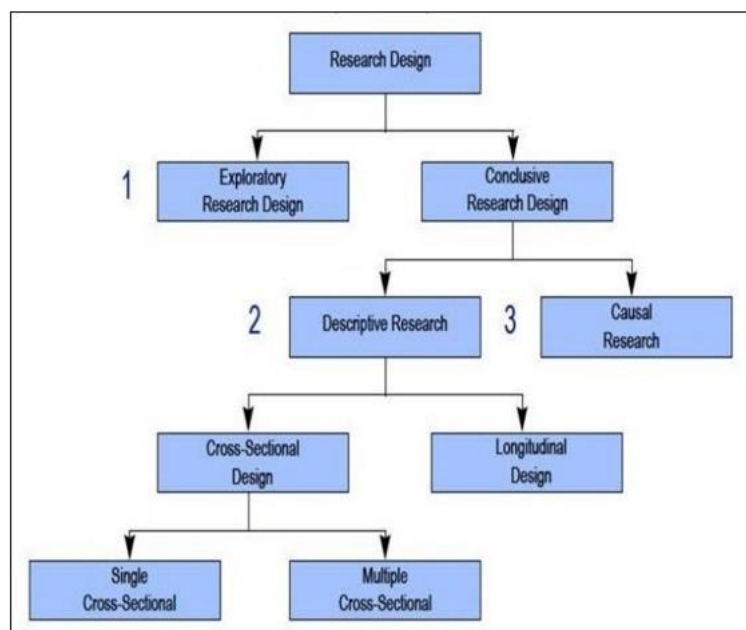 Research Design
1
Exploratory
Research Design
Conclusive
Research Design
2
Descriptive Research
3
Causal
Research
Cross-Sectional
Design
Longitudinal
Design
Single
Cross-Sectional
Multiple
Cross-Sectional